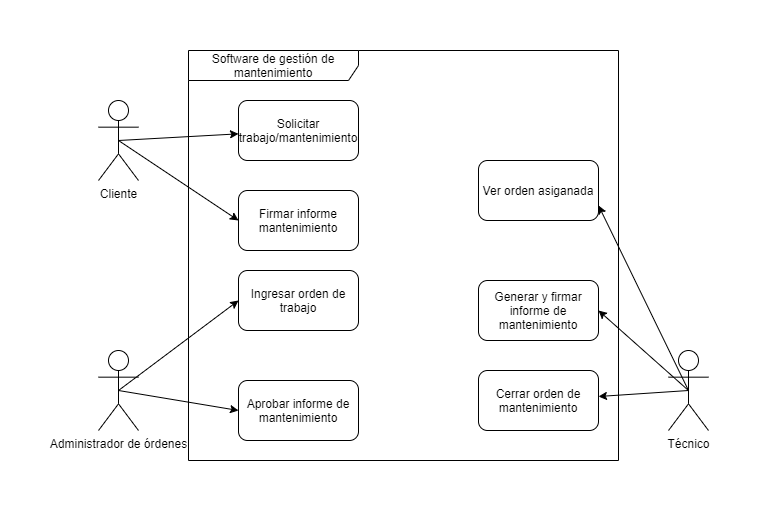 Software de gestión de
mantenimiento
Solicitar
trabajo/mantenimiento
Cliente
Ver orden asiganada
Firmar informe
mantenimiento
Ingresar orden de
trabajo
Generar y firmar
informe de
mantenimiento
Aprobar informe de
mantenimiento
Cerrar orden de
mantenimiento
Administrador de órdenes
Técnico